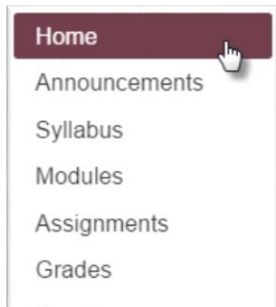 Home
Announcements
Syllabus
Modules
Assignments
Grades